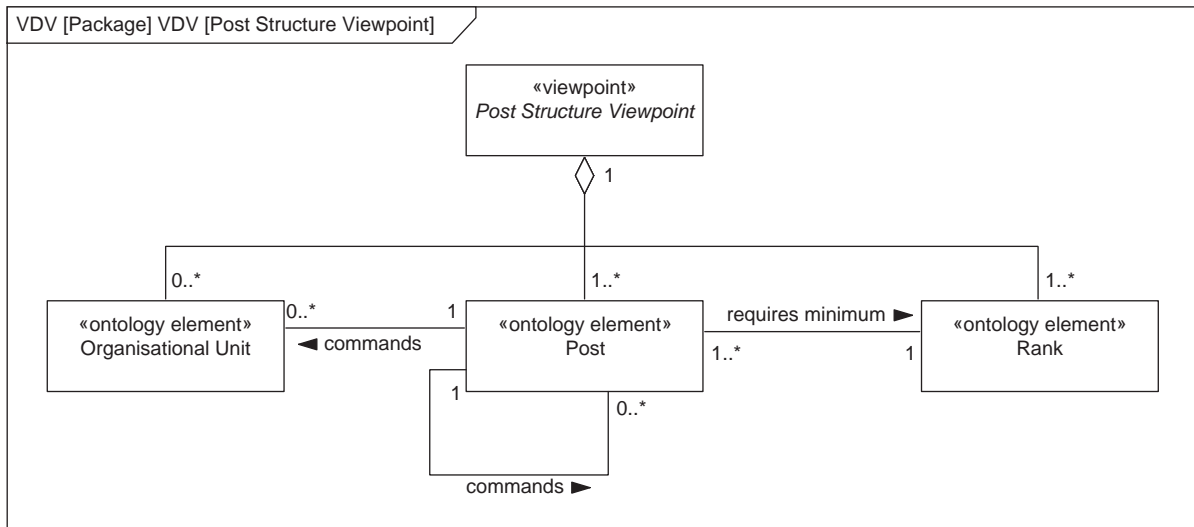 VDV [Package] VDV [Post Structure Viewpoint]
«viewpoint»
Post Structure Viewpoint
1
0..*
1..*
1..*
«ontology element»
Organisational Unit
0..*
1
◄ commands
«ontology element»
Post
requires minimum ►
1..*
1
«ontology element»
Rank
1
0..*
commands ►